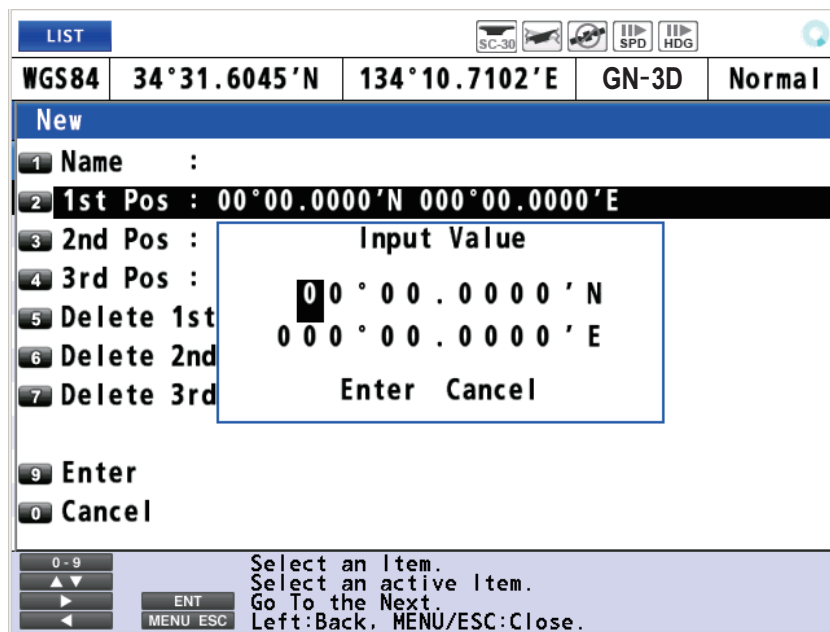 LIST SC-30 SPD HDG
WGS84 34°31.6045′N 134°10.7102′E GN-3D Normal
New
1 Name :
2 1st Pos : 00°00.0000′N 000°00.0000′E
3 2nd Pos :
4 3rd Pos :
5 Delete 1st
6 Delete 2nd
7 Delete 3rd
Input Value
00°00.0000′N
000°00.0000′E
Enter Cancel
9 Enter
0 Cancel
0-9 Select an Item.
▲▼ Select an active Item.
▶ ENT Go To the Next.
◀ MENU ESC Left:Back, MENU/ESC:Close.